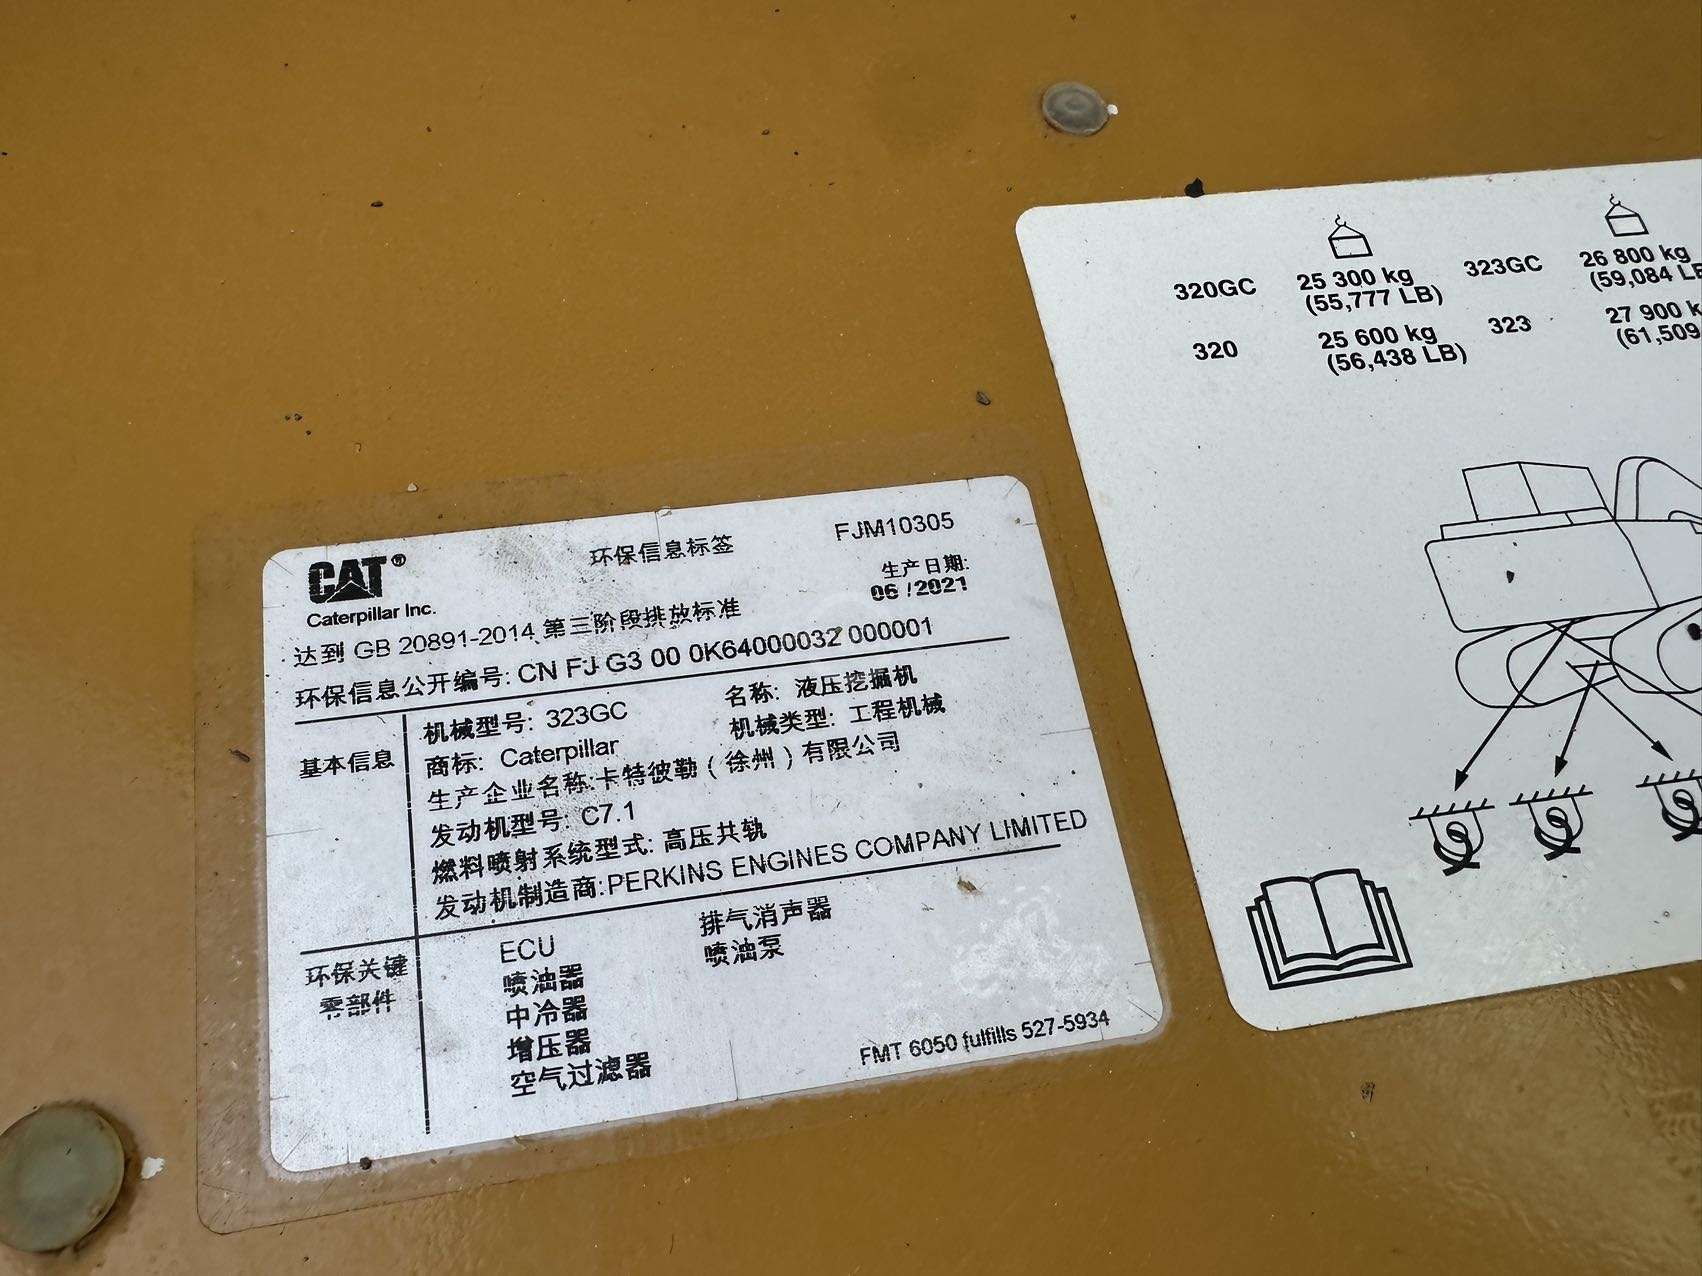 CAT®
Caterpillar Inc.
环保信息标签
FJM10305
生产日期:
06 /2021
达到 GB 20891-2014 第三阶段排放标准
环保信息公开编号: CN FJ G3 00 0K64000032 000001
基本信息
机械型号: 323GC
名称: 液压挖掘机
商标: Caterpillar
机械类型: 工程机械
生产企业名称:卡特彼勒（徐州）有限公司
发动机型号: C7.1
燃料喷射系统型式: 高压共轨
发动机制造商:PERKINS ENGINES COMPANY LIMITED
环保关键
零部件
ECU
排气消声器
喷油器
喷油泵
中冷器
增压器
空气过滤器
FMT 6050 fulfills 527-5934
320GC
25 300 kg
(55,777 LB)
323GC
26 800 kg
(59,084 LB
320
25 600 kg
(56,438 LB)
323
27 900 k
(61,509